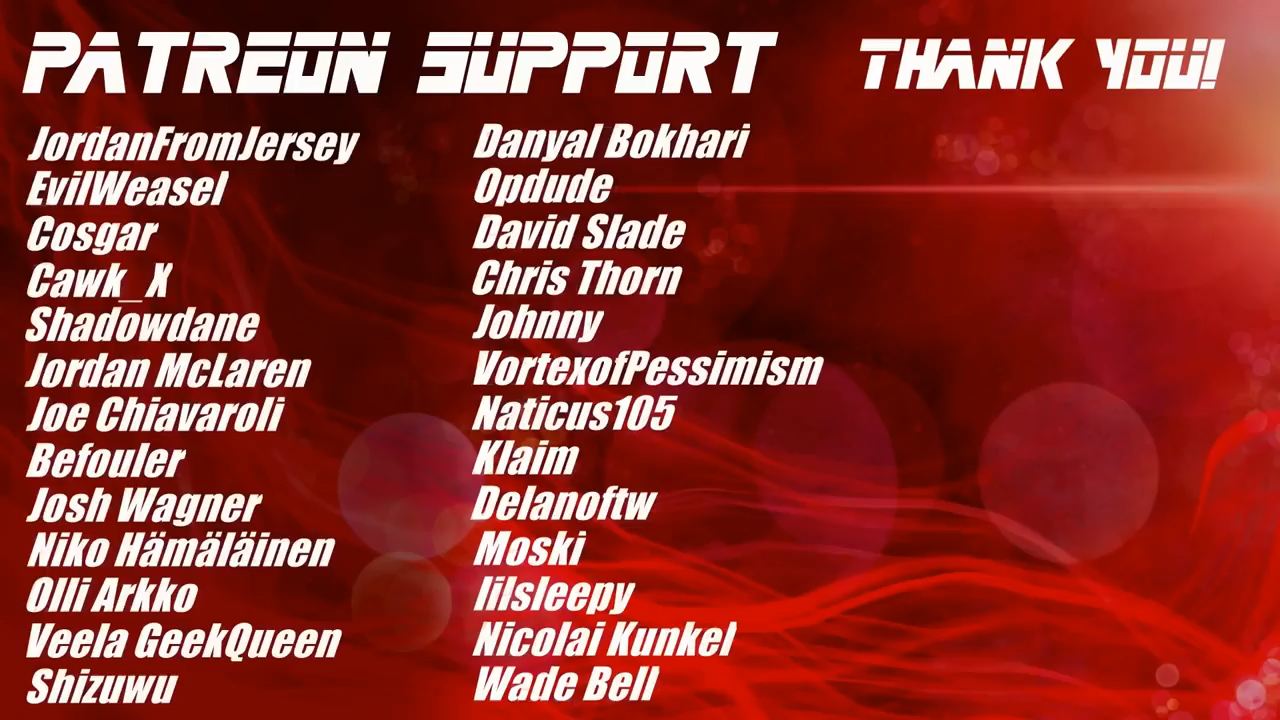 PATREON SUPPORT
THANK YOU!
JordanFromJersey
EvilWeasel
Cosgar
Cawk_X
Shadowdane
Jordan McLaren
Joe Chiavaroli
Befouler
Josh Wagner
Niko Hämäläinen
Olli Arkko
Veela GeekQueen
Shizuwu
Danyal Bokhari
Opdude
David Slade
Chris Thorn
Johnny
VortexofPessimism
Naticus105
Klaim
Delanoftw
Moski
lilsleepy
Nicolai Kunkel
Wade Bell